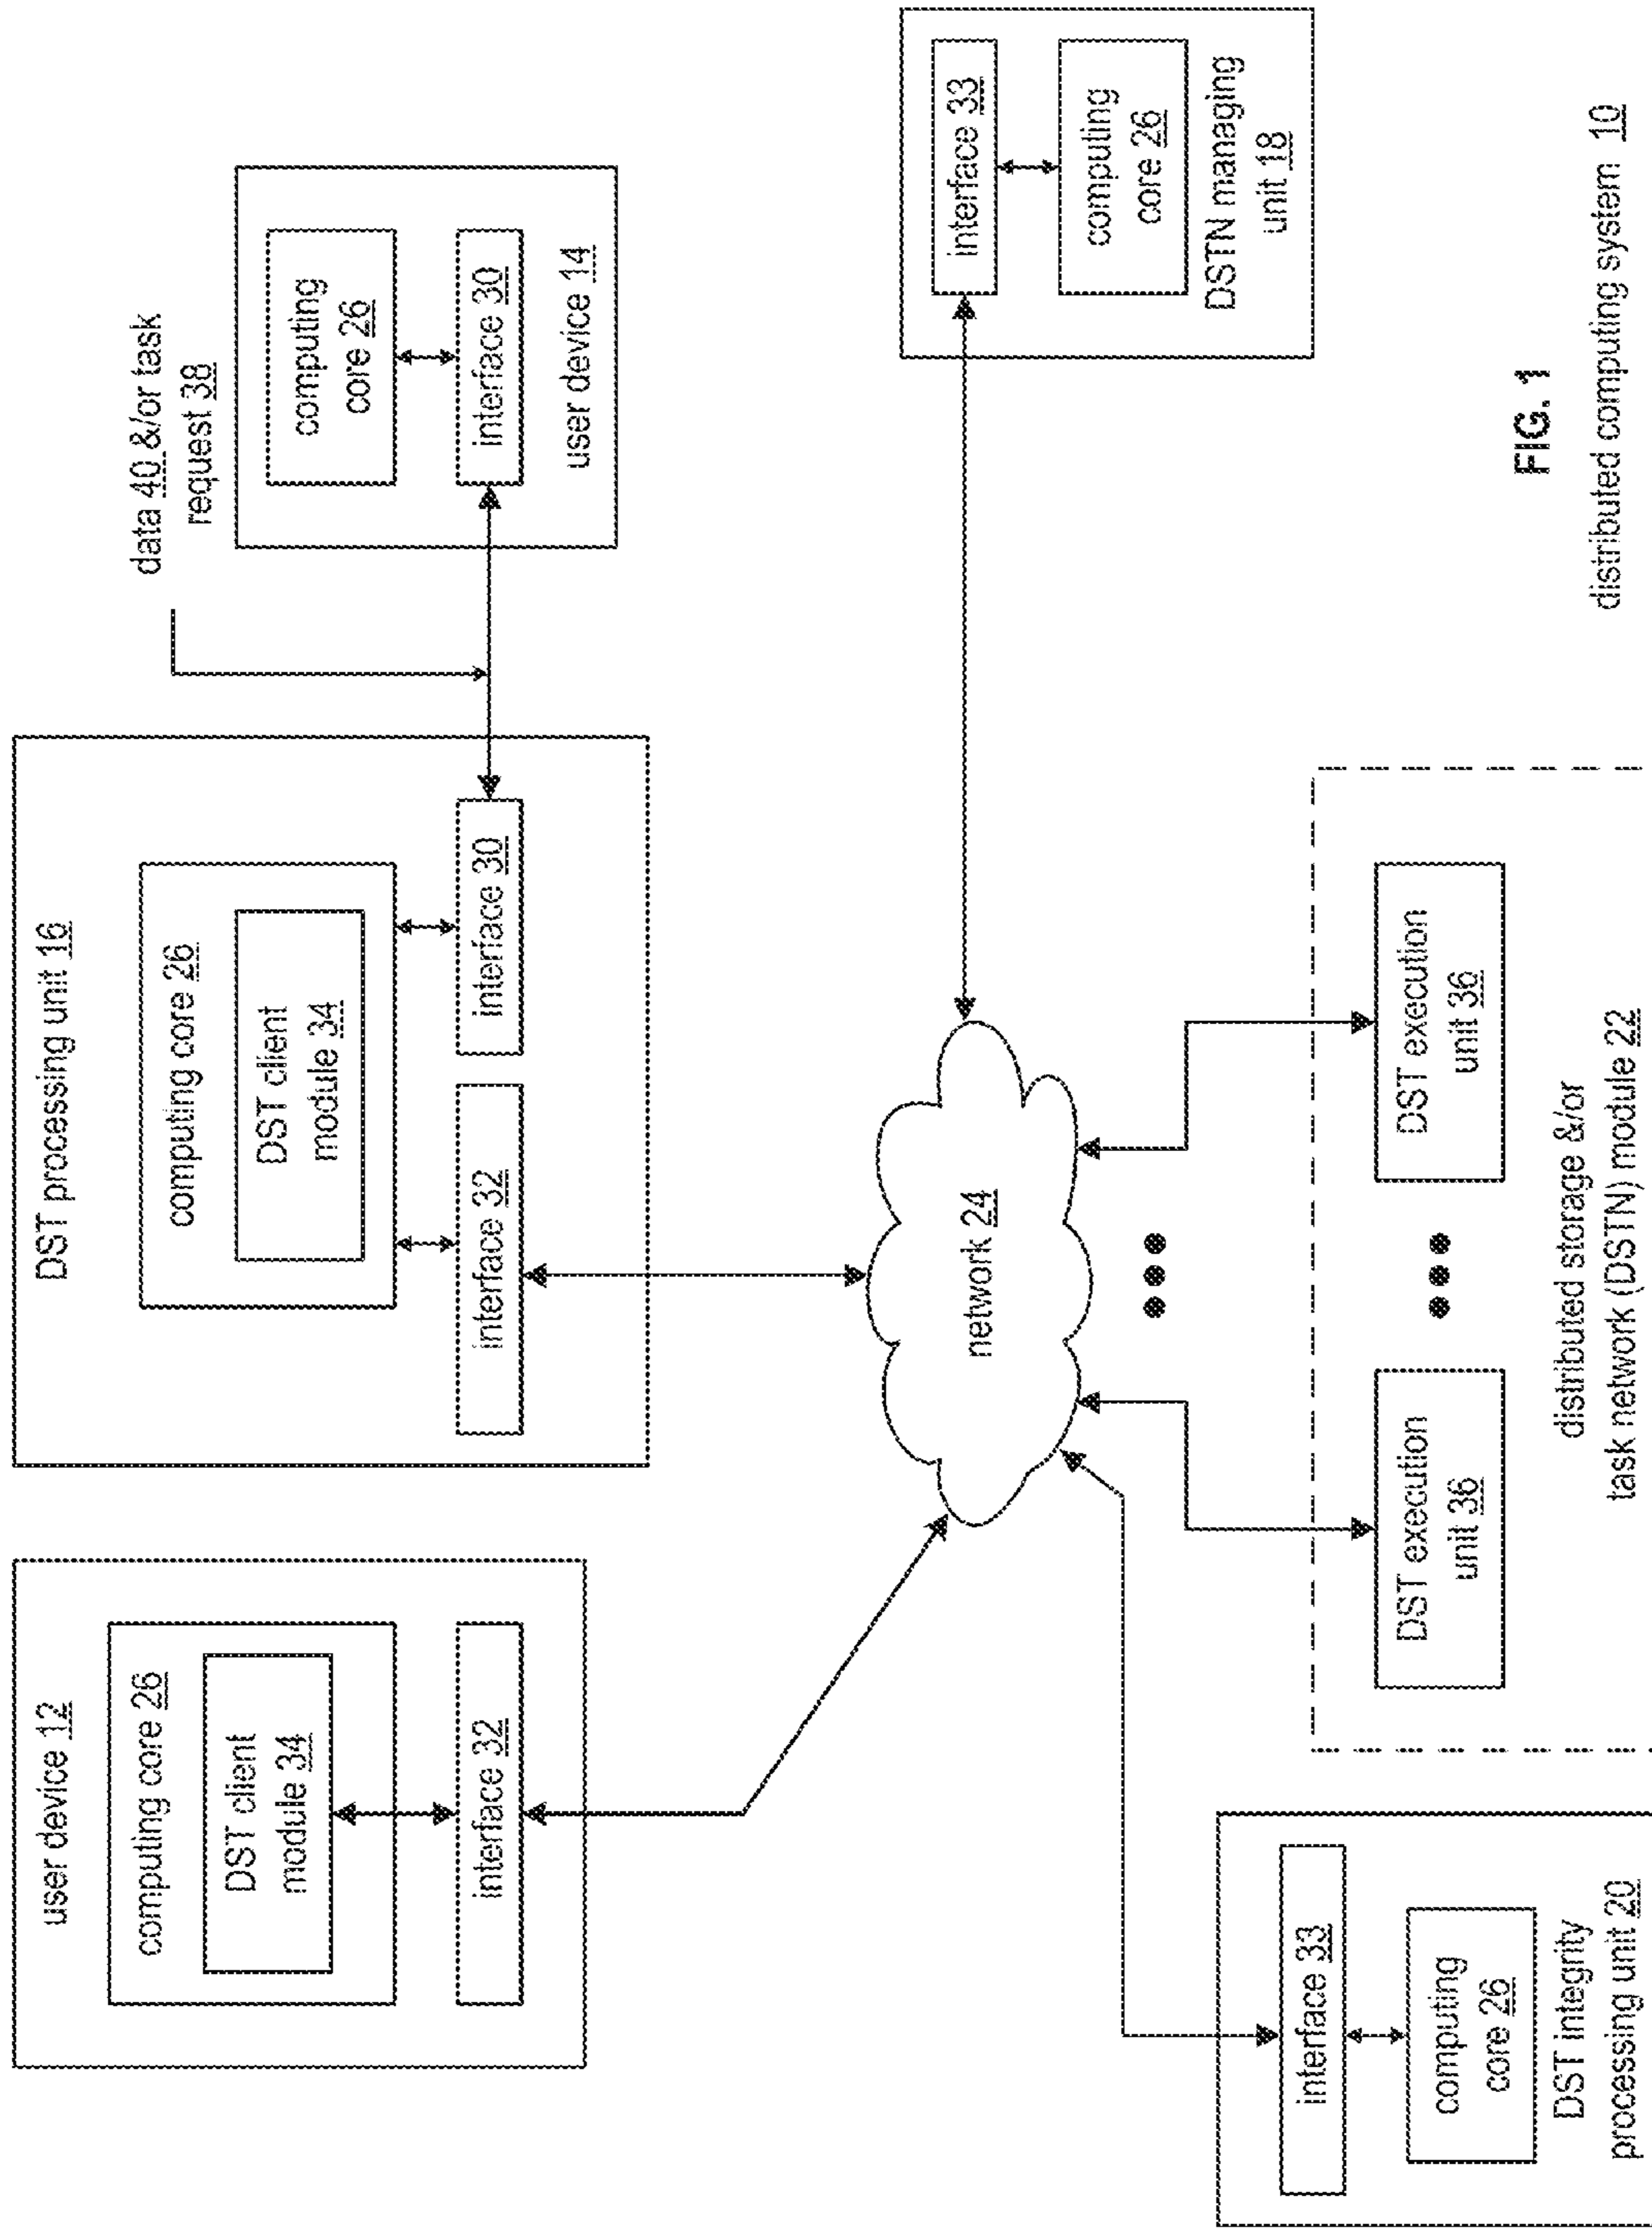 user device 12
computing core 26
DST client
module 34
interface 32
DST processing unit 16
computing core 26
DST client
module 34
interface 32
interface 30
data 40 &/or task
request 38
computing
core 26
interface 30
user device 14
network 24
interface 33
computing
core 26
DSTN managing
unit 18
interface 33
computing
core 26
DST integrity
processing unit 20
DST execution
unit 36
DST execution
unit 36
distributed storage &/or
task network (DSTN) module 22
FIG. 1
distributed computing system 10